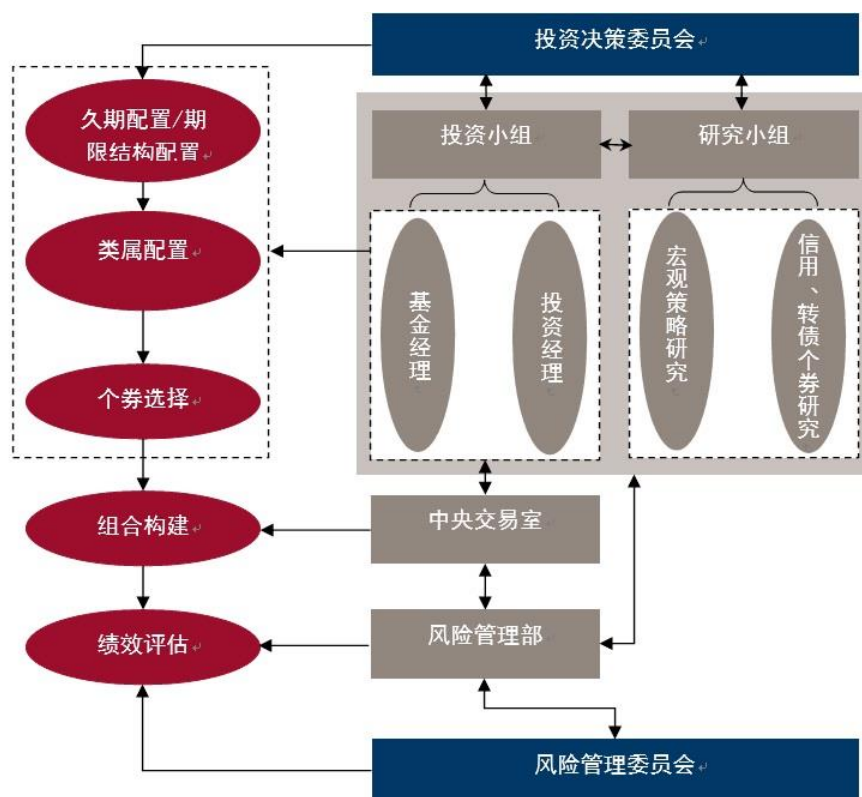 投资决策委员会
久期配置/期
限结构配置
投资小组
研究小组
类属配置
基金经理
投资经理
宏观策略研究
信用、转债个券研究
个券选择
组合构建
中央交易室
绩效评估
风险管理部
风险管理委员会